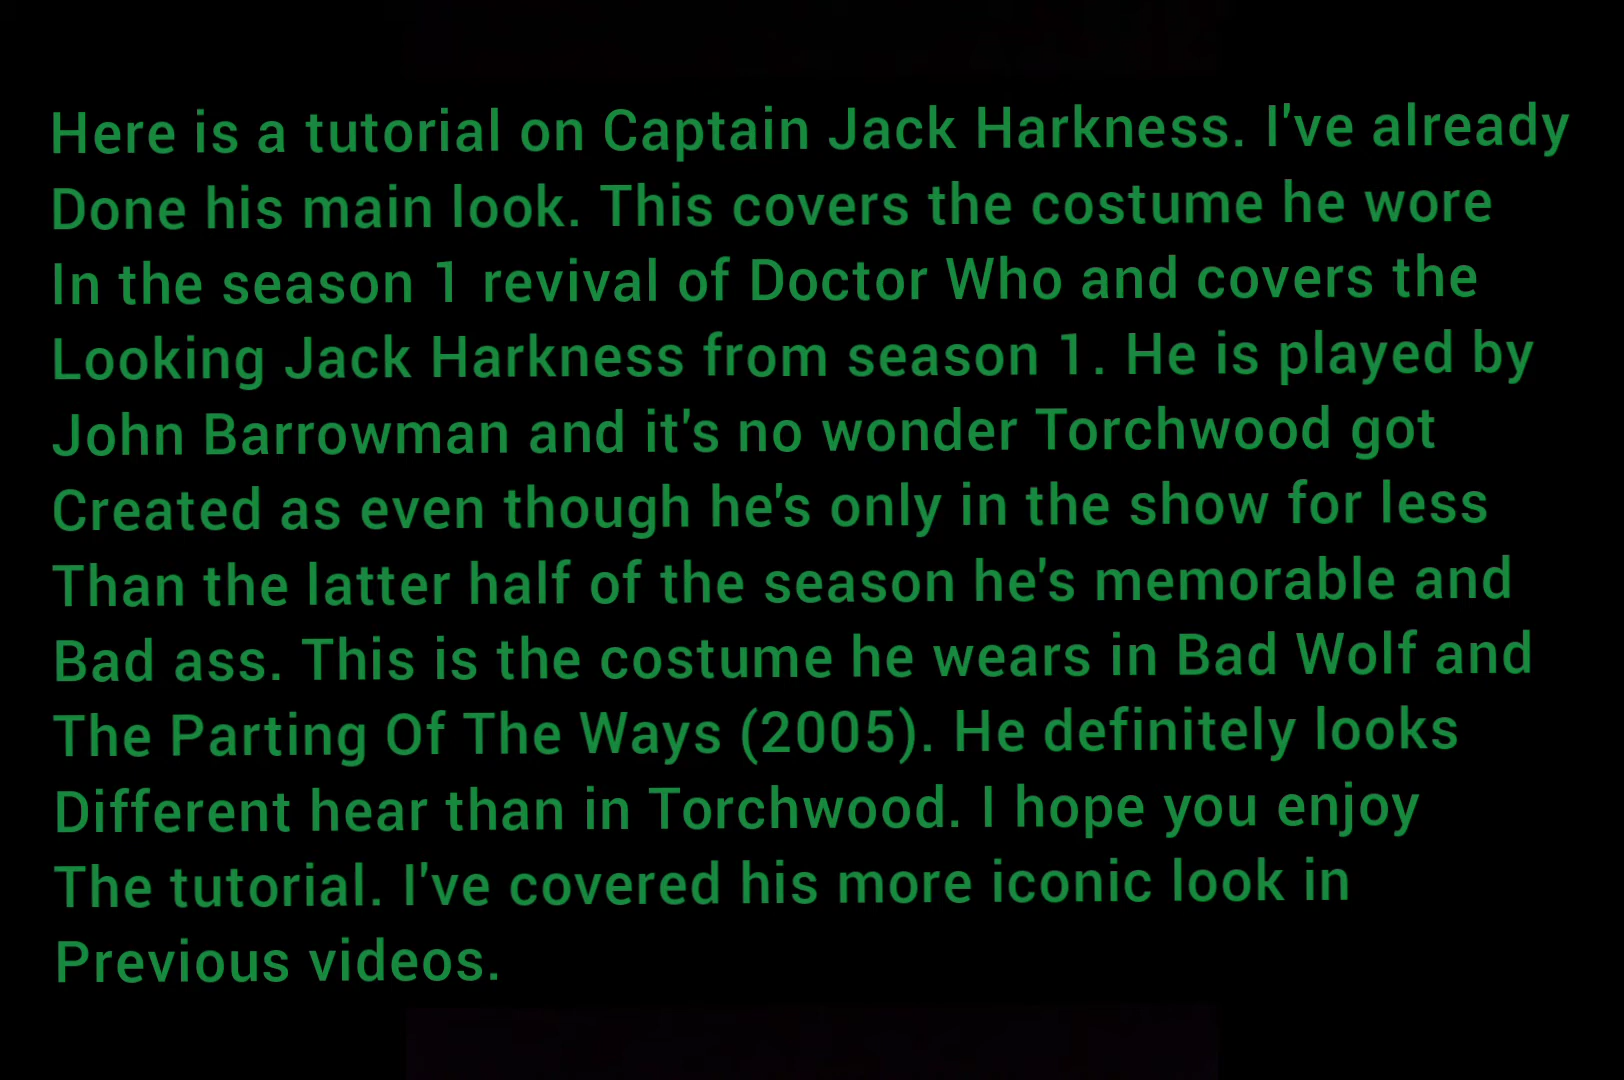 Here is a tutorial on Captain Jack Harkness. I've already
Done his main look. This covers the costume he wore
In the season 1 revival of Doctor Who and covers the
Looking Jack Harkness from season 1. He is played by
John Barrowman and it's no wonder Torchwood got
Created as even though he's only in the show for less
Than the latter half of the season he's memorable and
Bad ass. This is the costume he wears in Bad Wolf and
The Parting Of The Ways (2005). He definitely looks
Different hear than in Torchwood. I hope you enjoy
The tutorial. I've covered his more iconic look in
Previous videos.